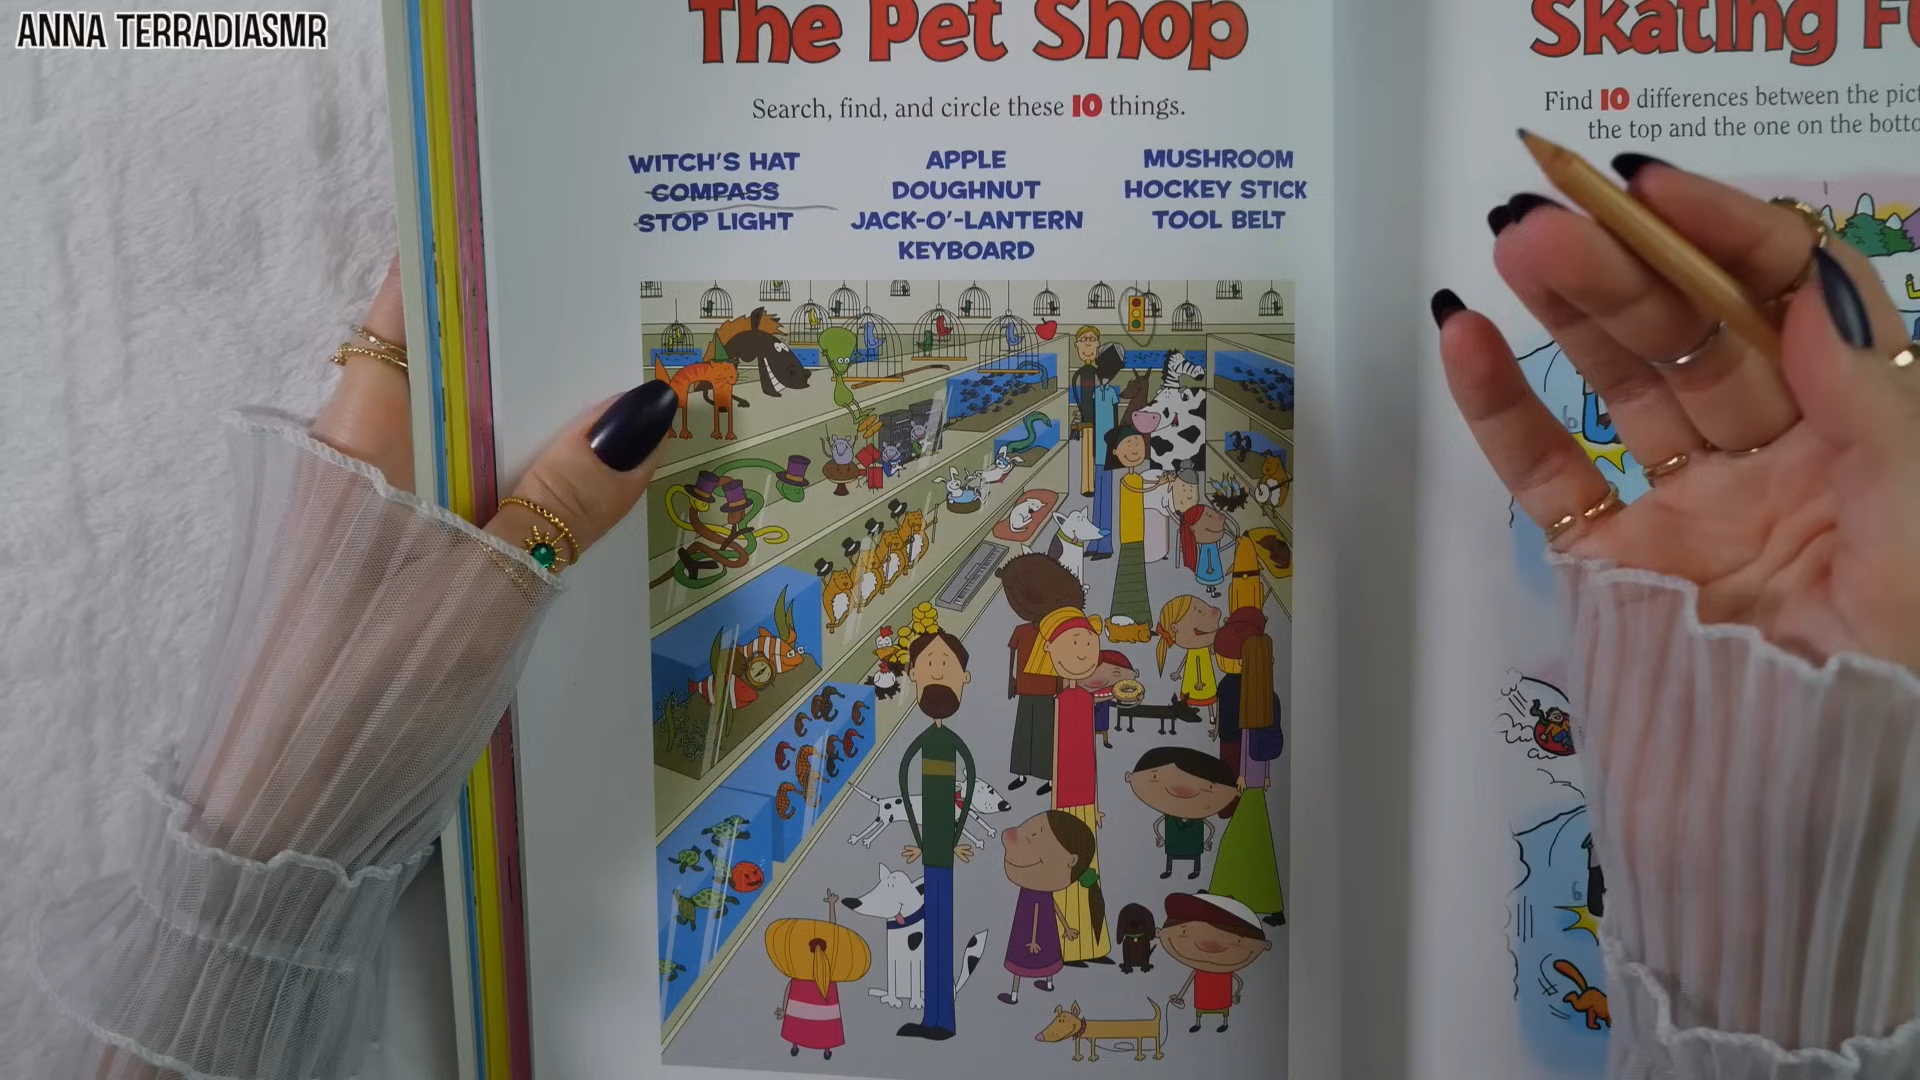 ANNA TERRADIASMR
The Pet Shop
Search, find, and circle these 10 things.
WITCH'S HAT
COMPASS
STOP LIGHT
APPLE
DOUGHNUT
JACK-O'-LANTERN
KEYBOARD
MUSHROOM
HOCKEY STICK
TOOL BELT
Skating
Find 10 differences between the
the top and the one on the